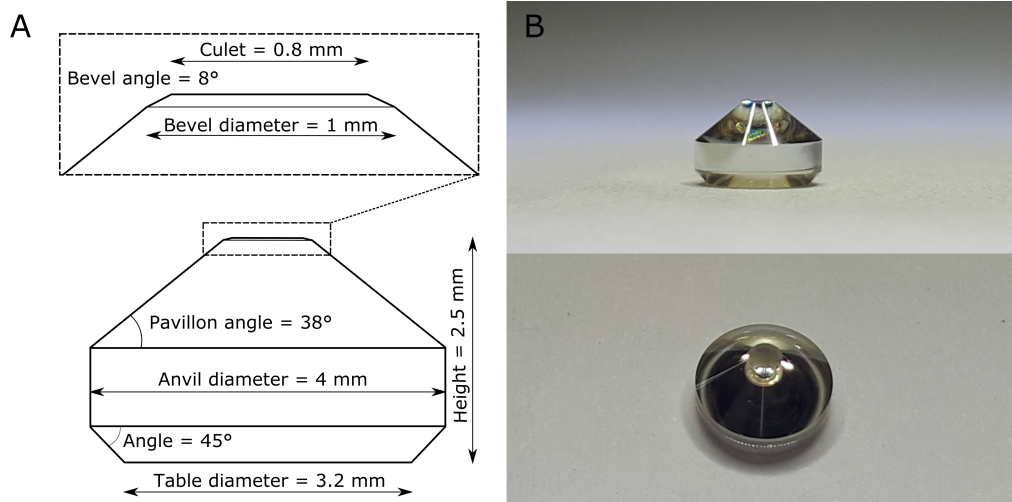 A
Culet = 0.8 mm
Bevel angle = 8°
Bevel diameter = 1 mm
Pavillon angle = 38°
Height = 2.5 mm
Anvil diameter = 4 mm
Angle = 45°
Table diameter = 3.2 mm
B